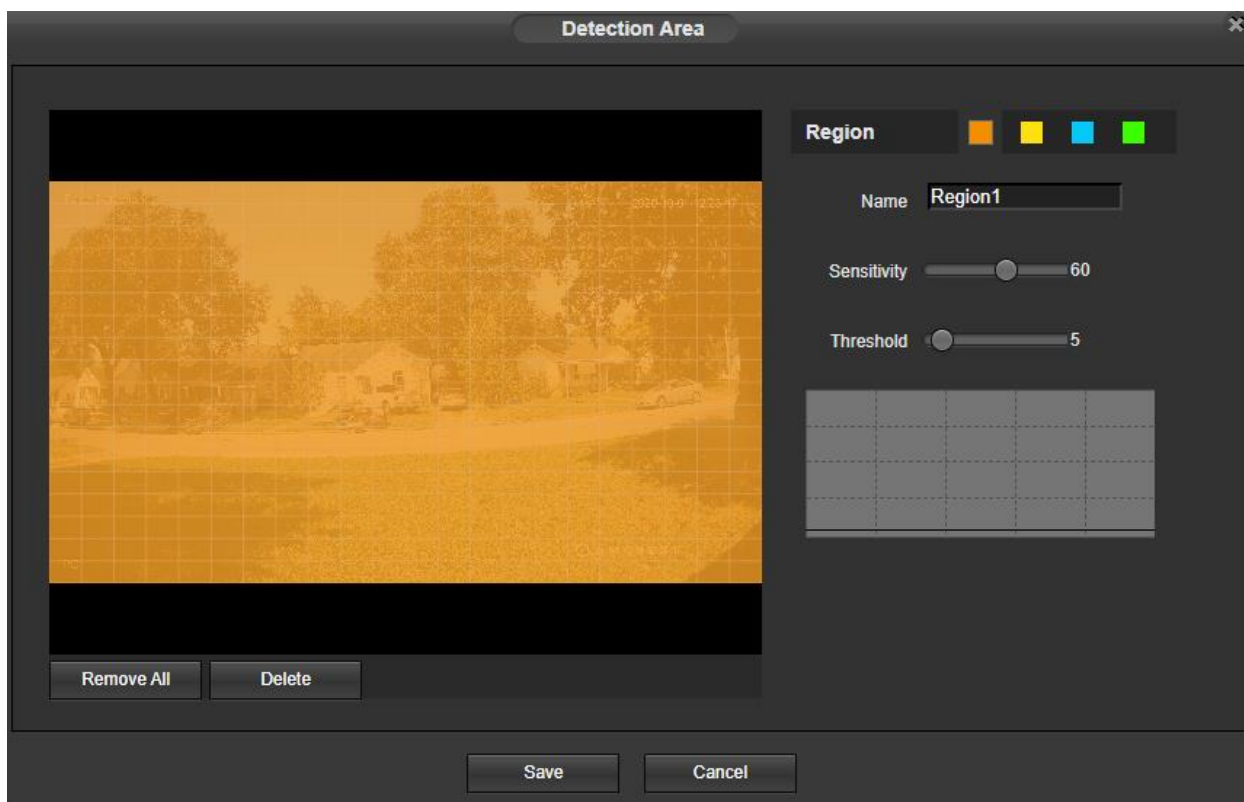 Detection Area
Region
Name Region1
Sensitivity 60
Threshold 5
Remove All Delete
Save Cancel